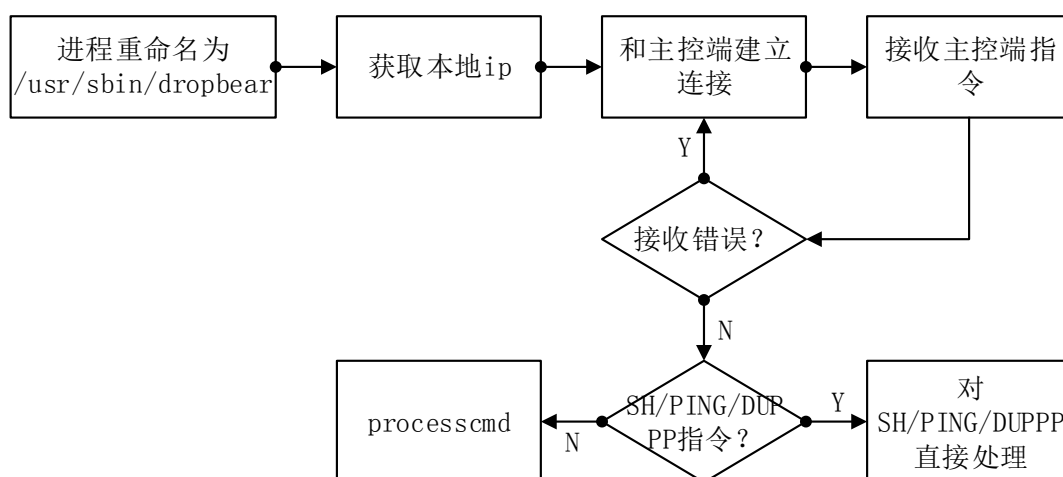 进程重命名为
/usr/sbin/dropbear
获取本地ip
和主控端建立
连接
接收主控端指
令
Y
接收错误?
N
processcmd
N
SH/PING/DUP
PP指令?
Y
对
SH/PING/DUPPP
直接处理